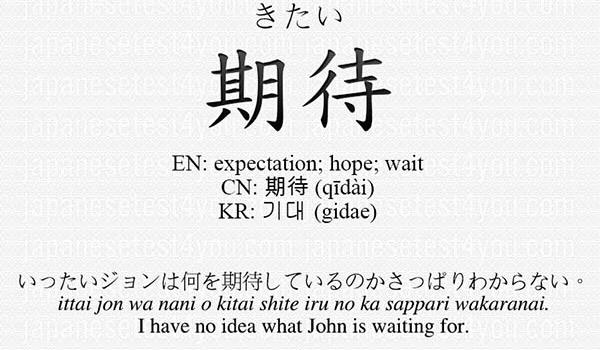 きたい
期待
EN: expectation; hope; wait
CN: 期待 (qīdài)
KR: 기대 (gidae)
いったいジョンは何を期待しているのかさっぱりわからない。
ittai jon wa nani o kitai shite iru no ka sappari wakaranai.
I have no idea what John is waiting for.
japanesetest4you.com